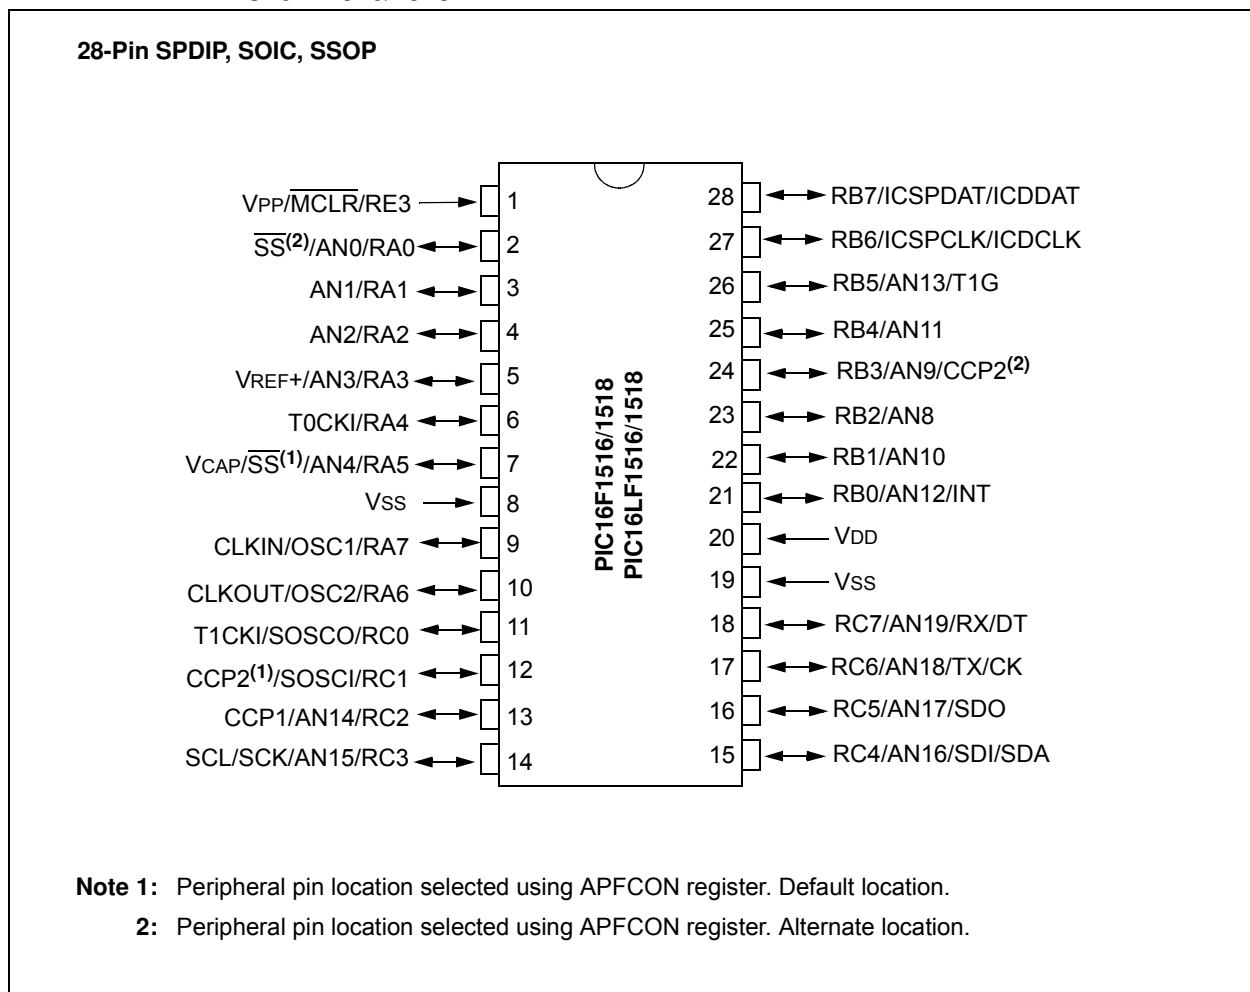 28-Pin SPDIP, SOIC, SSOP
VPP/MCLR/RE3
1
SS(2)/AN0/RA0
2
AN1/RA1
3
AN2/RA2
4
VREF+/AN3/RA3
5
T0CKI/RA4
6
VCAP/SS(1)/AN4/RA5
7
VSS
8
CLKIN/OSC1/RA7
9
CLKOUT/OSC2/RA6
10
T1CKI/SOSCO/RC0
11
CCP2(1)/SOSCI/RC1
12
CCP1/AN14/RC2
13
SCL/SCK/AN15/RC3
14
PIC16F1516/1518
PIC16LF1516/1518
28
RB7/ICSPDAT/ICDDAT
27
RB6/ICSPCLK/ICDCLK
26
RB5/AN13/T1G
25
RB4/AN11
24
RB3/AN9/CCP2(2)
23
RB2/AN8
22
RB1/AN10
21
RB0/AN12/INT
20
VDD
19
VSS
18
RC7/AN19/RX/DT
17
RC6/AN18/TX/CK
16
RC5/AN17/SDO
15
RC4/AN16/SDI/SDA
Note 1: Peripheral pin location selected using APFCON register. Default location.
2: Peripheral pin location selected using APFCON register. Alternate location.